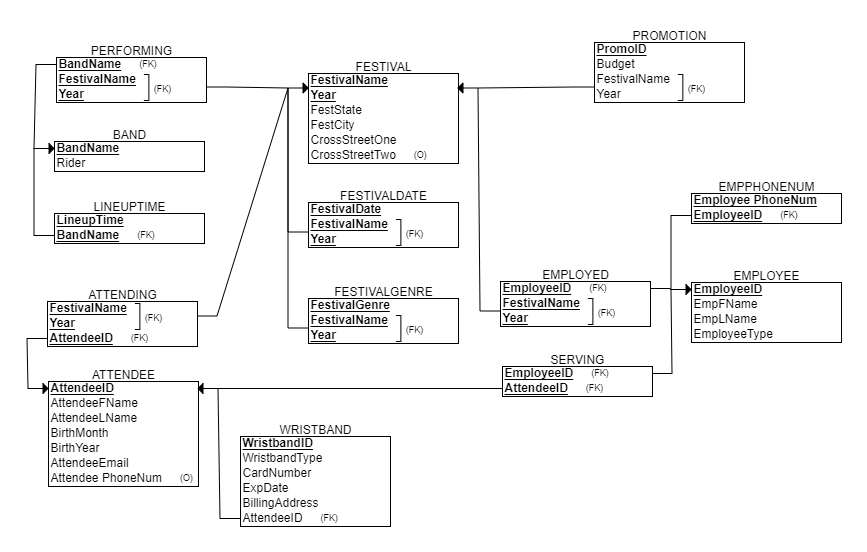 PERFORMING
BandName (FK)
FestivalName
Year (FK)
BAND
BandName
Rider
LINEUPTIME
LineupTime
BandName (FK)
ATTENDING
FestivalName
Year (FK)
AttendeeID (FK)
ATTENDEE
AttendeeID
AttendeeFName
AttendeeLName
BirthMonth
BirthYear
AttendeeEmail
Attendee PhoneNum (O)
FESTIVAL
FestivalName
Year
FestState
FestCity
CrossStreetOne
CrossStreetTwo (O)
FESTIVALDATE
FestivalDate
FestivalName
Year (FK)
FESTIVALGENRE
FestivalGenre
FestivalName
Year (FK)
WRISTBAND
WristbandID
WristbandType
CardNumber
ExpDate
BillingAddress
AttendeeID (FK)
PROMOTION
PromoID
Budget
FestivalName
Year (FK)
EMPPHONENUM
Employee PhoneNum
EmployeeID (FK)
EMPLOYED
EmployeeID (FK)
FestivalName
Year (FK)
EMPLOYEE
EmployeeID
EmpFName
EmpLName
EmployeeType
SERVING
EmployeeID (FK)
AttendeeID (FK)